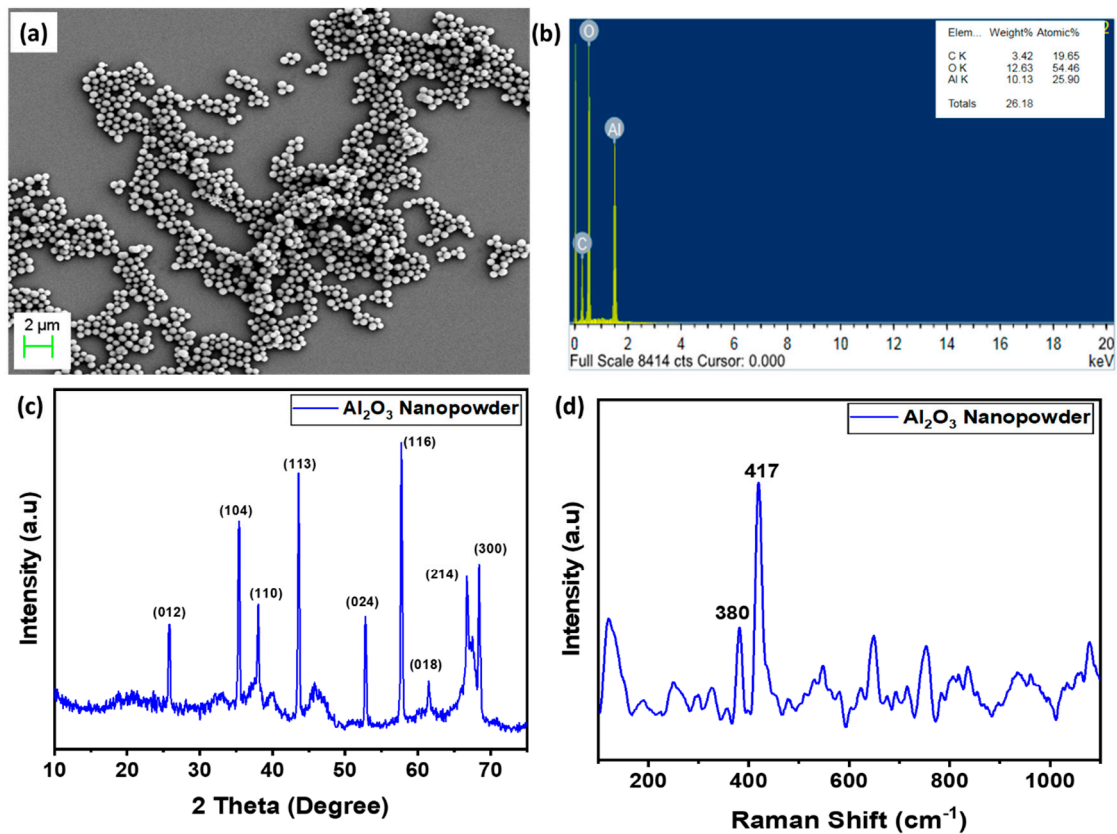 (a)
2 µm
(b)
O
Al
C
2
Elem... Weight% Atomic%
C K 3.42 19.65
O K 12.63 54.46
Al K 10.13 25.90
Totals 26.18
0 2 4 6 8 10 12 14 16 18 20
Full Scale 8414 cts Cursor: 0.000 keV
(c)
Al₂O₃ Nanopowder
(012)
(104)
(110)
(113)
(024)
(116)
(018)
(214)
(300)
Intensity (a.u)
10 20 30 40 50 60 70
2 Theta (Degree)
(d)
Al₂O₃ Nanopowder
380
417
Intensity (a.u)
200 400 600 800 1000
Raman Shift (cm⁻¹)